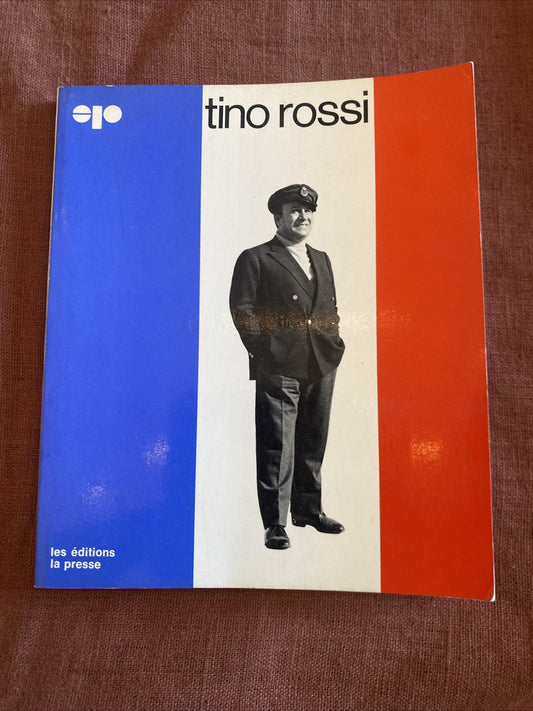 tino rossi
les éditions
la presse